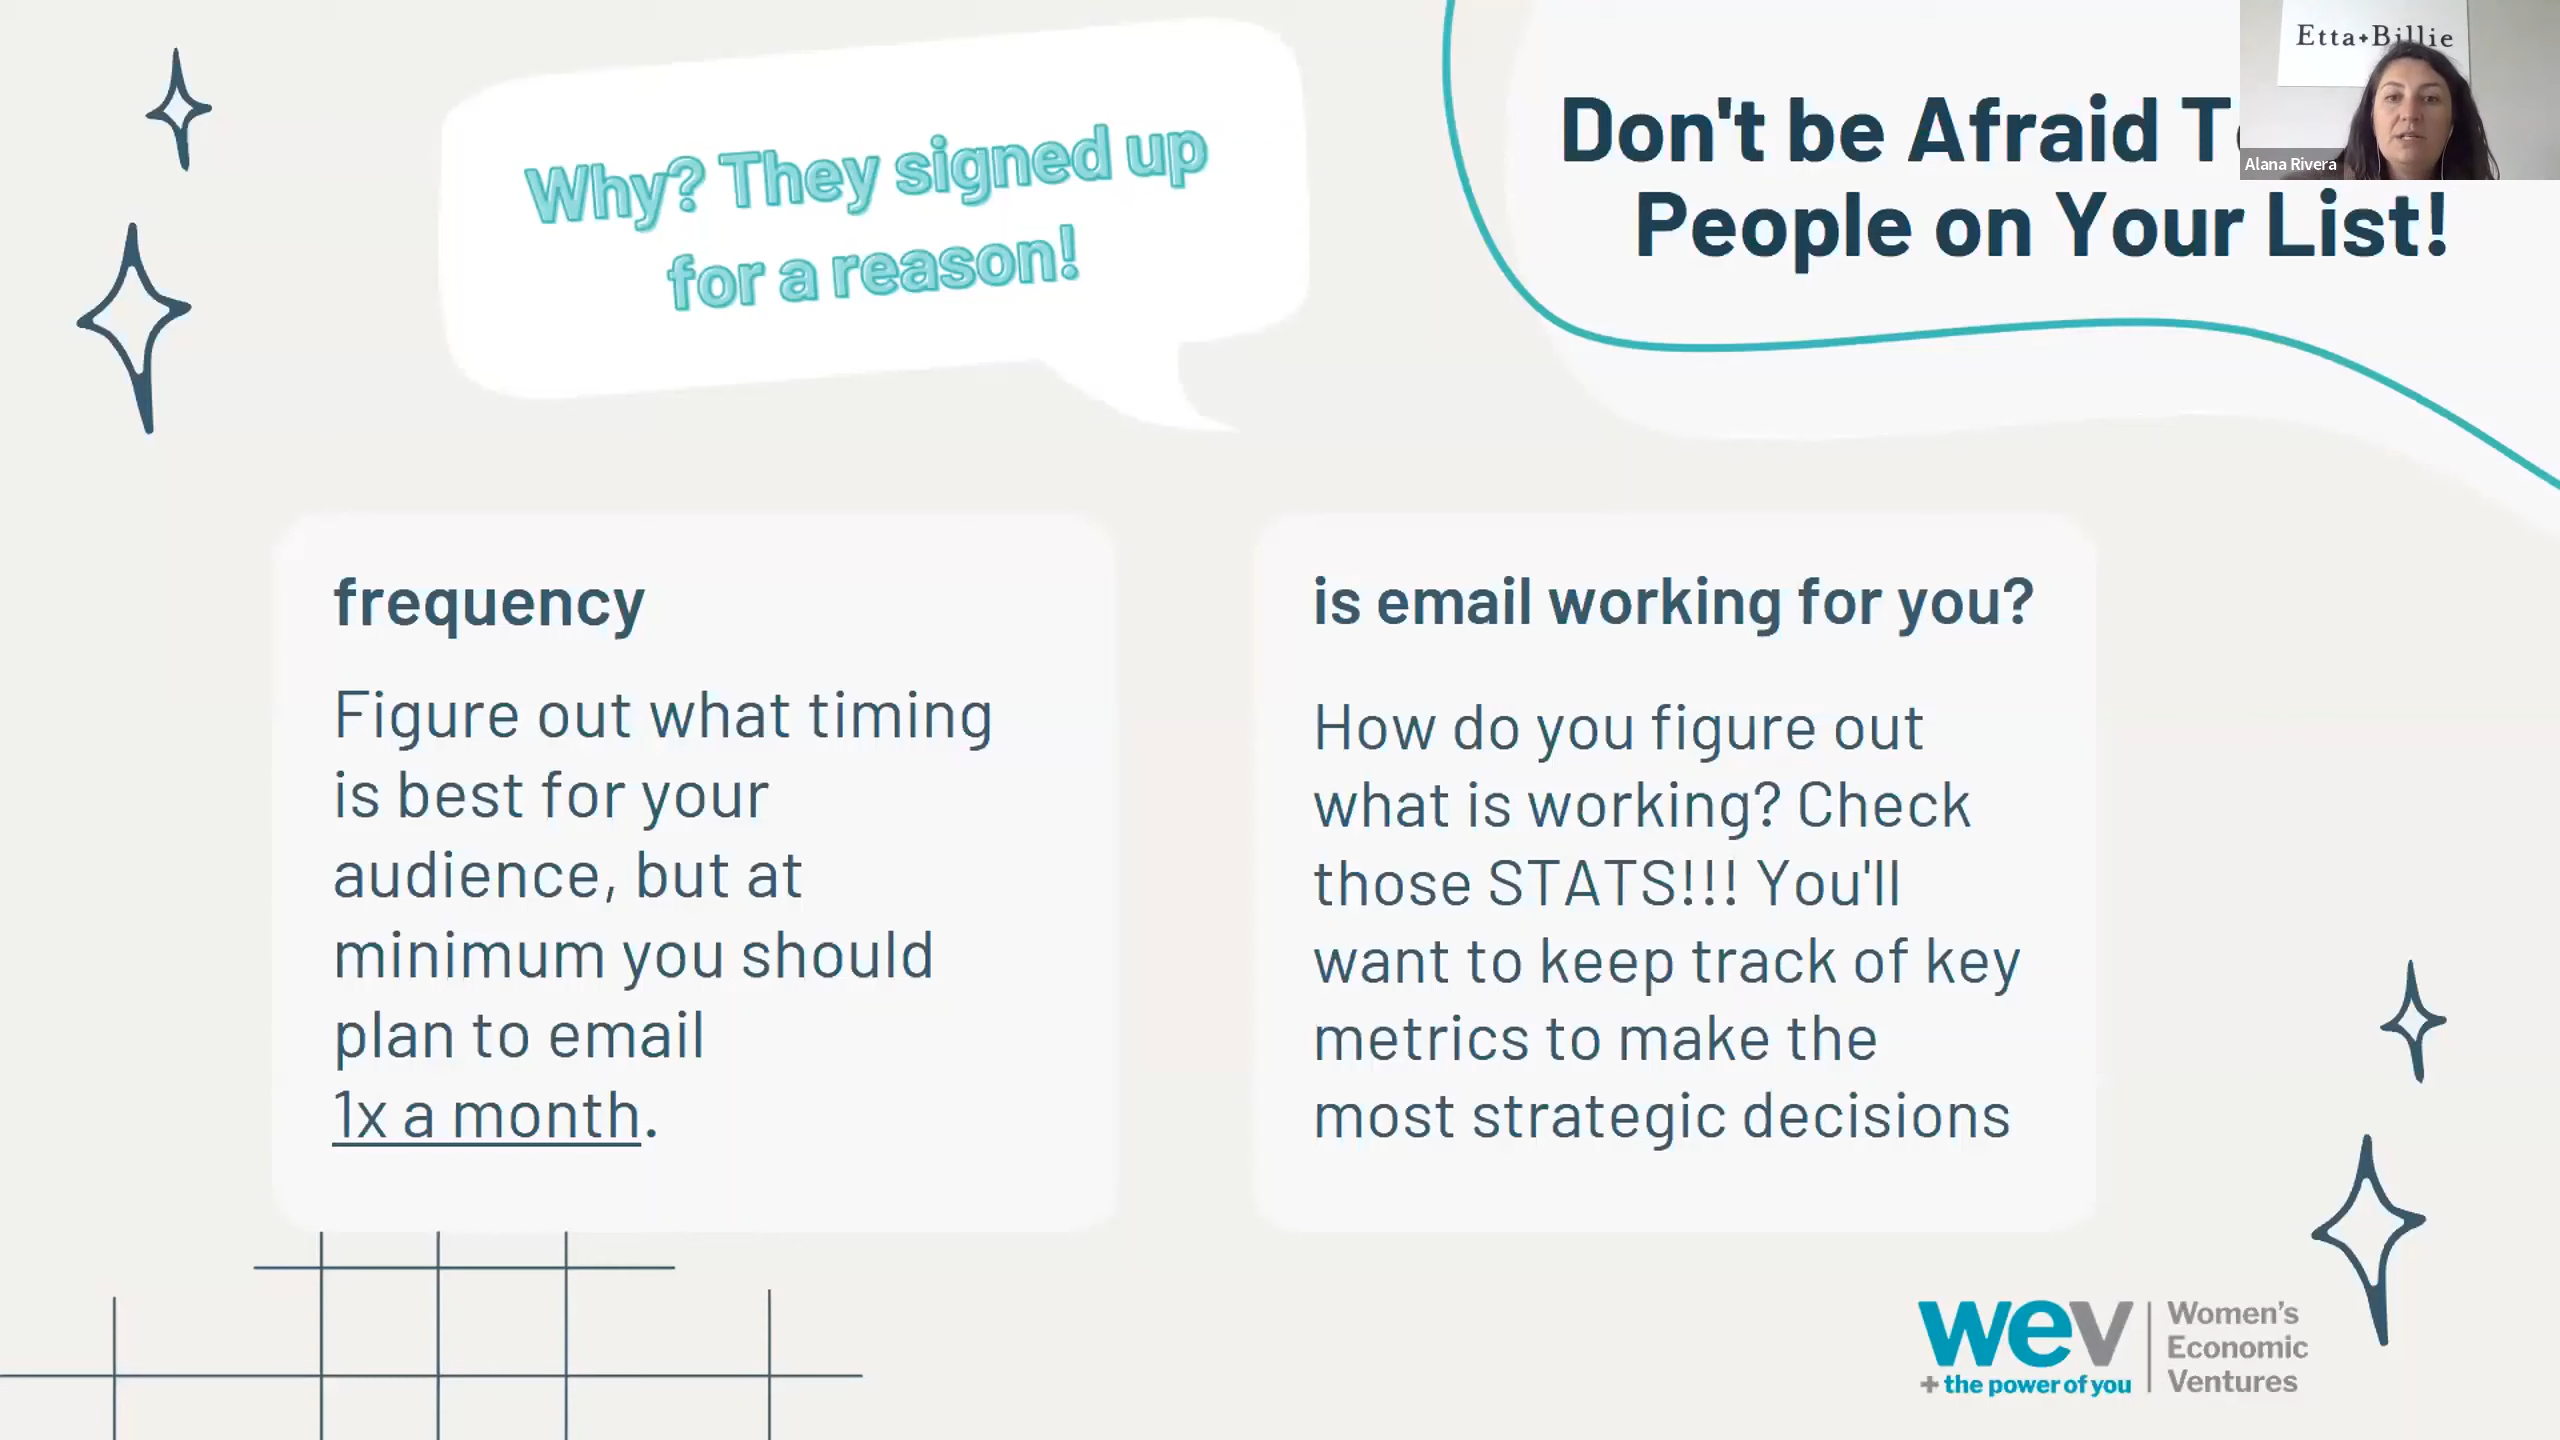 Why? They signed up
for a reason!
Don't be Afraid
People on Your List!
Etta+Billie
Alana Rivera
frequency
Figure out what timing
is best for your
audience, but at
minimum you should
plan to email
1x a month.
is email working for you?
How do you figure out
what is working? Check
those STATS!!! You'll
want to keep track of key
metrics to make the
most strategic decisions
wev
+ the power of you
Women's
Economic
Ventures